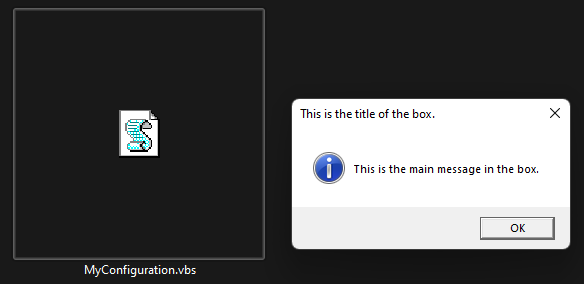 This is the title of the box.
This is the main message in the box.
OK
MyConfiguration.vbs